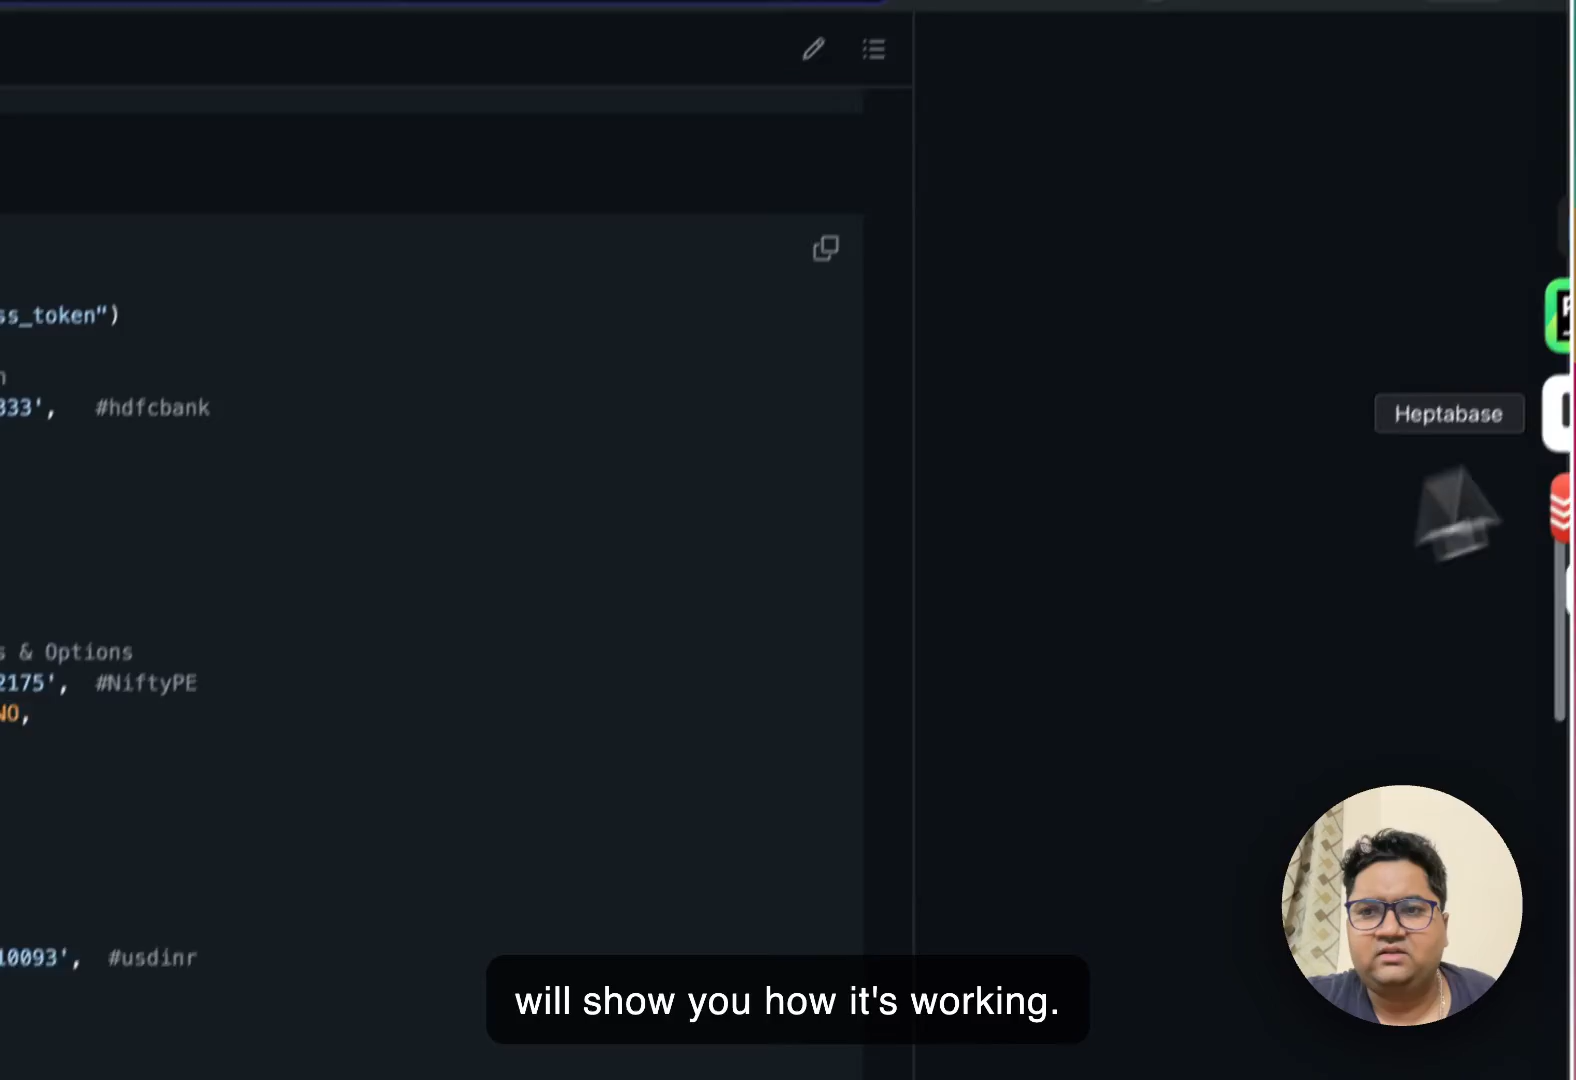 ss_token")
333',   #hdfcbank
Heptabase
s & Options
2175',  #NiftyPE
NO,
10093',  #usdinr
will show you how it's working.